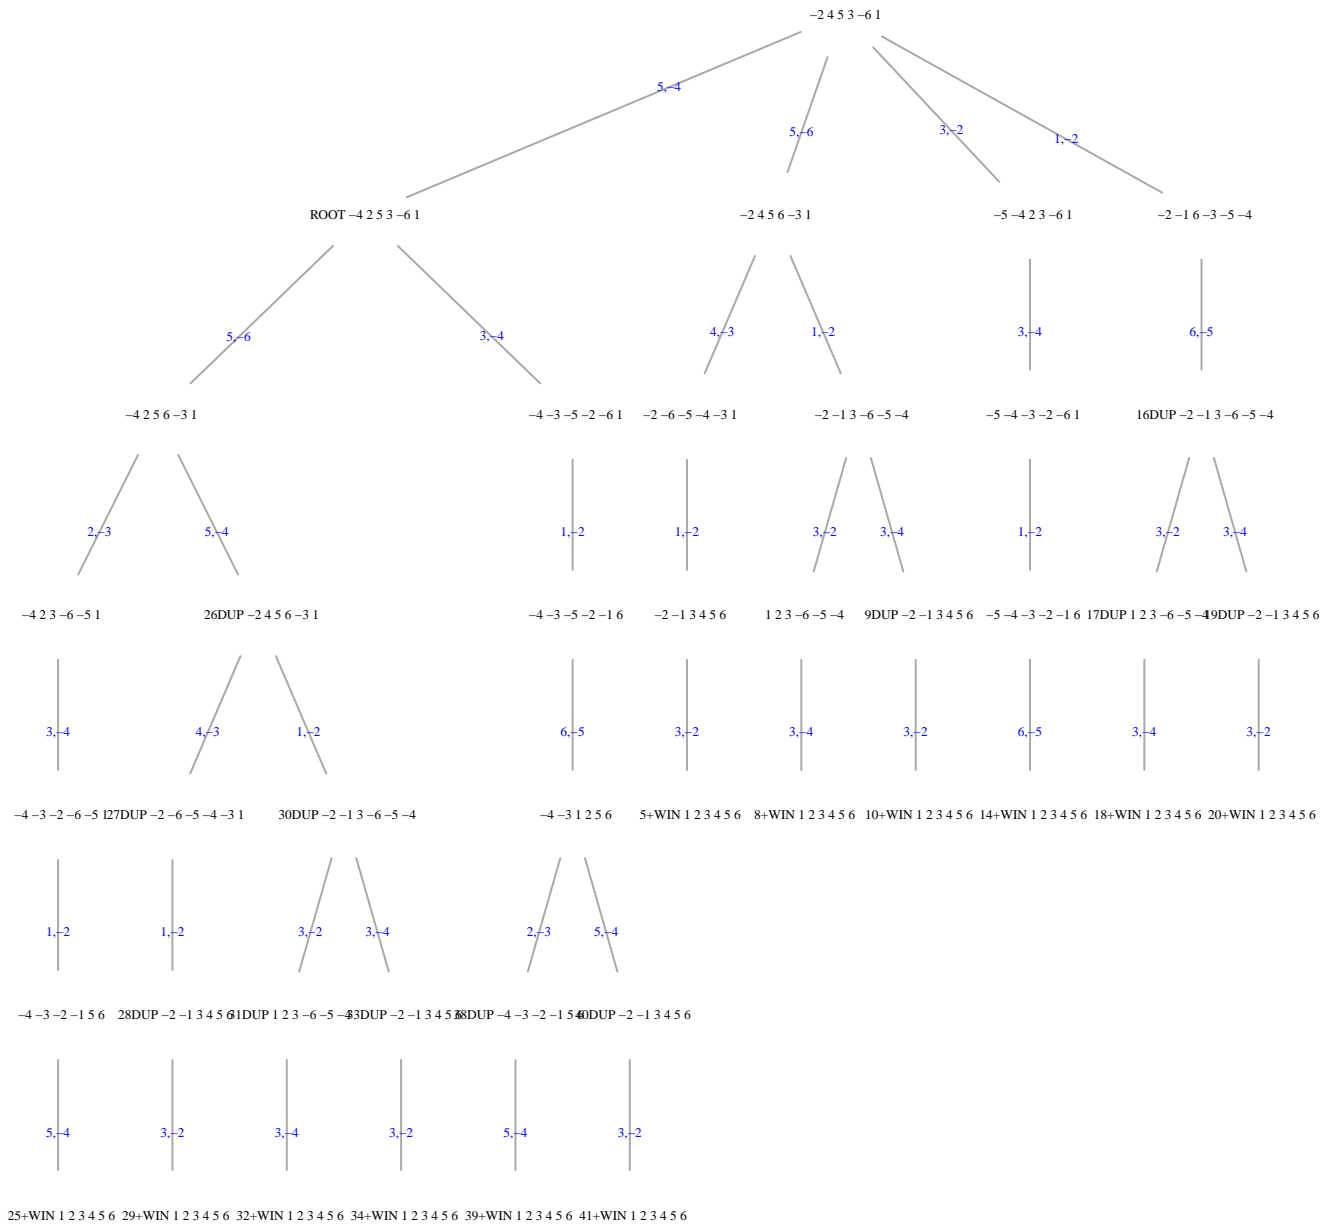 −2 4 5 3 −6 1
5,−4
5,−6
3,−2
1,−2
ROOT −4 2 5 3 −6 1
−2 4 5 6 −3 1
−5 −4 2 3 −6 1
−2 −1 6 −3 −5 −4
5,−6
3,−4
4,−3
1,−2
3,−4
6,−5
−4 2 5 6 −3 1
−4 −3 −5 −2 −6 1
−2 −6 −5 −4 −3 1
−2 −1 3 −6 −5 −4
−5 −4 −3 −2 −6 1
16DUP −2 −1 3 −6 −5 −4
2,−3
5,−4
1,−2
1,−2
3,−2
3,−4
1,−2
3,−2
3,−4
−4 2 3 −6 −5 1
26DUP −2 4 5 6 −3 1
−4 −3 −5 −2 −1 6
−2 −1 3 4 5 6
1 2 3 −6 −5 −4
9DUP −2 −1 3 4 5 6
−5 −4 −3 −2 −1 6
17DUP 1 2 3 −6 −5 −4
19DUP −2 −1 3 4 5 6
3,−4
4,−3
1,−2
6,−5
3,−2
3,−4
3,−2
6,−5
3,−4
3,−2
−4 −3 −2 −6 −5 1
27DUP −2 −6 −5 −4 −3 1
30DUP −2 −1 3 −6 −5 −4
−4 −3 1 2 5 6
5+WIN 1 2 3 4 5 6
8+WIN 1 2 3 4 5 6
10+WIN 1 2 3 4 5 6
14+WIN 1 2 3 4 5 6
18+WIN 1 2 3 4 5 6
20+WIN 1 2 3 4 5 6
1,−2
1,−2
3,−2
3,−4
2,−3
5,−4
−4 −3 −2 −1 5 6
28DUP −2 −1 3 4 5 6
31DUP 1 2 3 −6 −5 −4
33DUP −2 −1 3 4 5 6
38DUP −4 −3 −2 −1 5 6
40DUP −2 −1 3 4 5 6
5,−4
3,−2
3,−4
3,−2
5,−4
3,−2
25+WIN 1 2 3 4 5 6
29+WIN 1 2 3 4 5 6
32+WIN 1 2 3 4 5 6
34+WIN 1 2 3 4 5 6
39+WIN 1 2 3 4 5 6
41+WIN 1 2 3 4 5 6